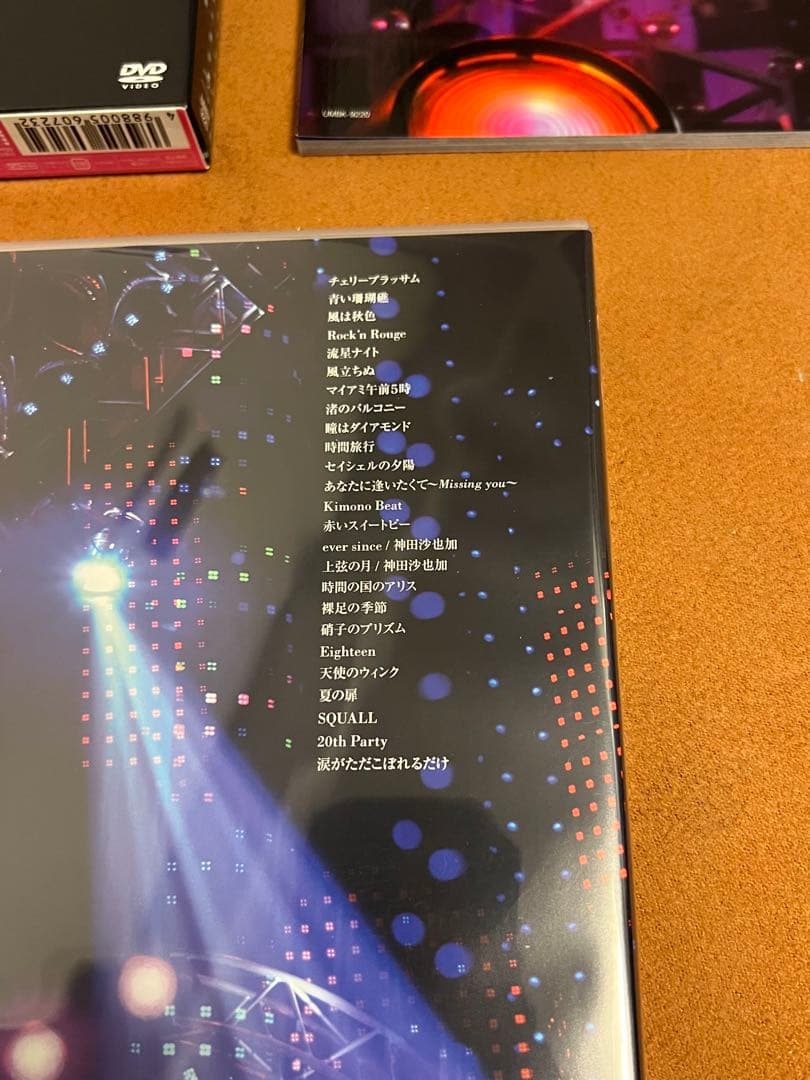 DVD
VIDEO
4988005607232
UMBK-9220
チェリーブラッサム
青い珊瑚礁
風は秋色
Rock'n Rouge
流星ナイト
風立ちぬ
マイアミ午前5時
渚のバルコニー
瞳はダイアモンド
時間旅行
セイシェルの夕陽
あなたに逢いたくて～Missing you～
Kimono Beat
赤いスイートピー
ever since / 神田沙也加
上弦の月 / 神田沙也加
時間の国のアリス
裸足の季節
硝子のプリズム
Eighteen
天使のウィンク
夏の扉
SQUALL
20th Party
涙がただこぼれるだけ